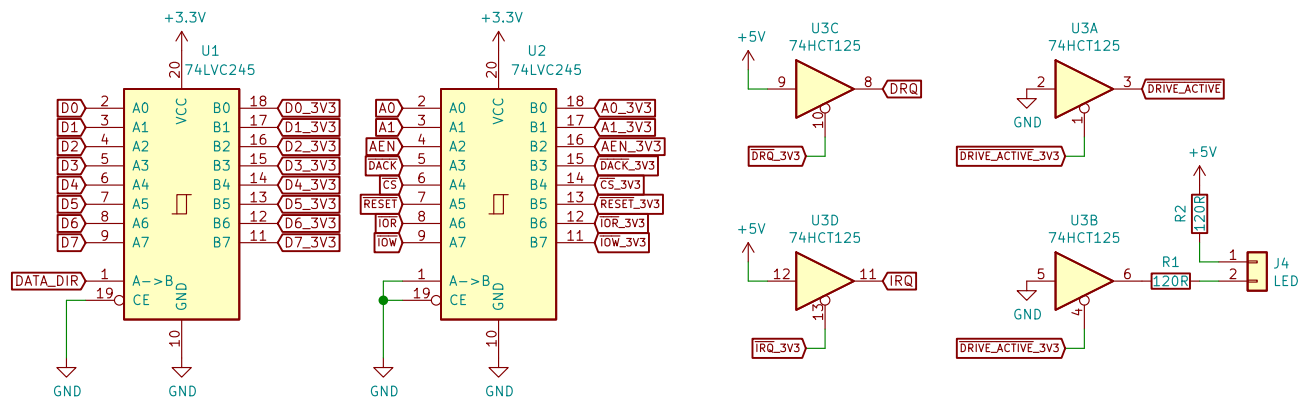 +3.3V
U1
74LVC245
20
VCC
D0 2 A0 B0 18 D0_3V3
D1 3 A1 B1 17 D1_3V3
D2 4 A2 B2 16 D2_3V3
D3 5 A3 B3 15 D3_3V3
D4 6 A4 B4 14 D4_3V3
D5 7 A5 B5 13 D5_3V3
D6 8 A6 B6 12 D6_3V3
D7 9 A7 B7 11 D7_3V3
DATA_DIR 1 A->B
19 CE
GND
10
GND
GND
+3.3V
U2
74LVC245
20
VCC
A0 2 A0 B0 18 A0_3V3
A1 3 A1 B1 17 A1_3V3
AEN 4 A2 B2 16 AEN_3V3
DACK 5 A3 B3 15 DACK_3V3
CS 6 A4 B4 14 CS_3V3
RESET 7 A5 B5 13 RESET_3V3
IOR 8 A6 B6 12 IOR_3V3
IOW 9 A7 B7 11 IOW_3V3
1 A->B
19 CE
GND
10
GND
GND
U3C
74HCT125
+5V
9
8
DRQ
10
DRQ_3V3
U3A
74HCT125
2
3
DRIVE_ACTIVE
GND
1
DRIVE_ACTIVE_3V3
U3D
74HCT125
+5V
12
11
IRQ
13
IRQ_3V3
U3B
74HCT125
5
6
GND
4
DRIVE_ACTIVE_3V3
R1
120R
+5V
R2
120R
1
2
J4
LED